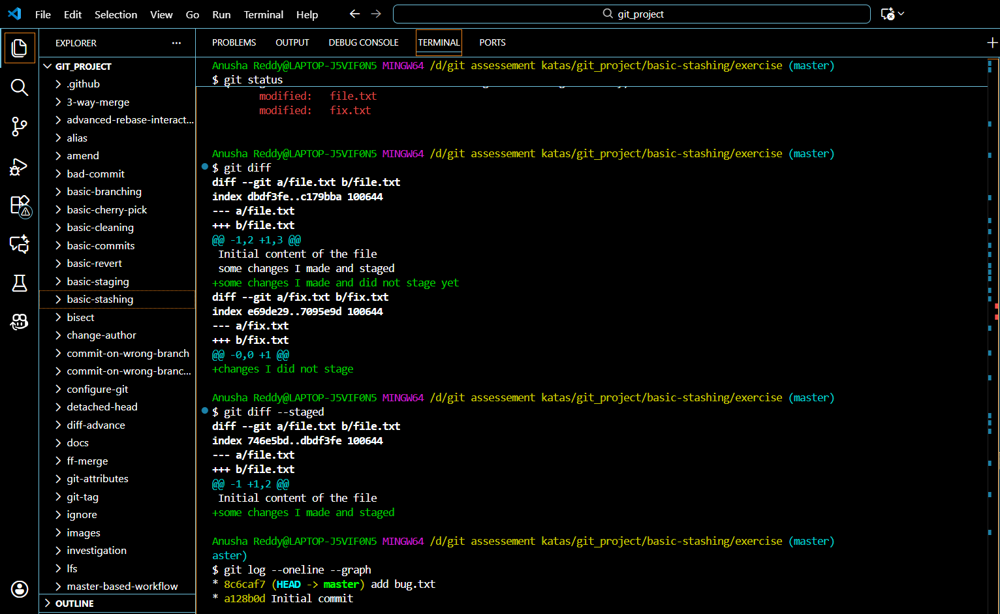 File Edit Selection View Go Run Terminal Help
git_project
EXPLORER
GIT_PROJECT
.github
3-way-merge
advanced-rebase-interact...
alias
amend
bad-commit
basic-branching
basic-cherry-pick
basic-cleaning
basic-commits
basic-revert
basic-staging
basic-stashing
bisect
change-author
commit-on-wrong-branch
commit-on-wrong-branc...
configure-git
detached-head
diff-advance
docs
ff-merge
git-attributes
git-tag
ignore
images
investigation
lfs
master-based-workflow
OUTLINE
PROBLEMS OUTPUT DEBUG CONSOLE TERMINAL PORTS
Anusha Reddy@LAPTOP-J5VIF0N5 MINGW64 /d/git assessment katas/git_project/basic-stashing/exercise (master)
$ git status
modified: file.txt
modified: fix.txt
Anusha Reddy@LAPTOP-J5VIF0N5 MINGW64 /d/git assessment katas/git_project/basic-stashing/exercise (master)
$ git diff
diff --git a/file.txt b/file.txt
index dbdf3fe..c179bba 100644
--- a/file.txt
+++ b/file.txt
@@ -1,2 +1,3 @@
Initial content of the file
some changes I made and staged
+some changes I made and did not stage yet
diff --git a/fix.txt b/fix.txt
index e69de29..7095e9d 100644
--- a/fix.txt
+++ b/fix.txt
@@ -0,0 +1 @@
+changes I did not stage
Anusha Reddy@LAPTOP-J5VIF0N5 MINGW64 /d/git assessment katas/git_project/basic-stashing/exercise (master)
$ git diff --staged
diff --git a/file.txt b/file.txt
index 746e5bd..dbdf3fe 100644
--- a/file.txt
+++ b/file.txt
@@ -1 +1,2 @@
Initial content of the file
+some changes I made and staged
Anusha Reddy@LAPTOP-J5VIF0N5 MINGW64 /d/git assessment katas/git_project/basic-stashing/exercise (master)
aster)
$ git log --oneline --graph
* 8c6caf7 (HEAD -> master) add bug.txt
* a128b0d Initial commit